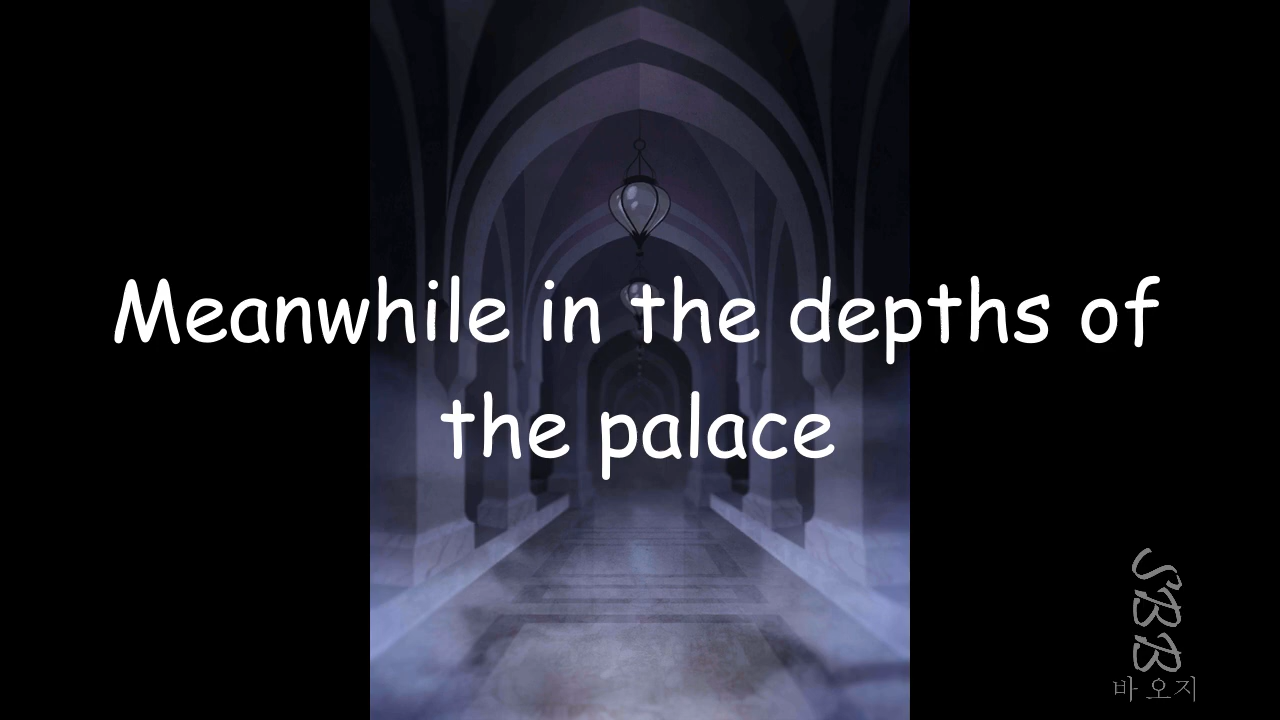 Meanwhile in the depths of
the palace
SBB
바 오지